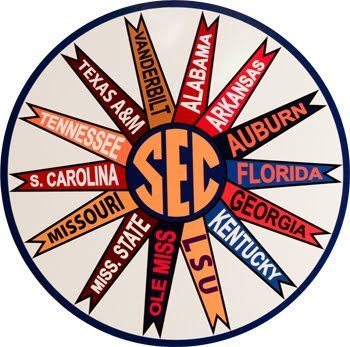 SEC
ALABAMA
ARKANSAS
AUBURN
FLORIDA
GEORGIA
KENTUCKY
LSU
OLE MISS
MISS. STATE
MISSOURI
S. CAROLINA
TENNESSEE
TEXAS A&M
VANDERBILT